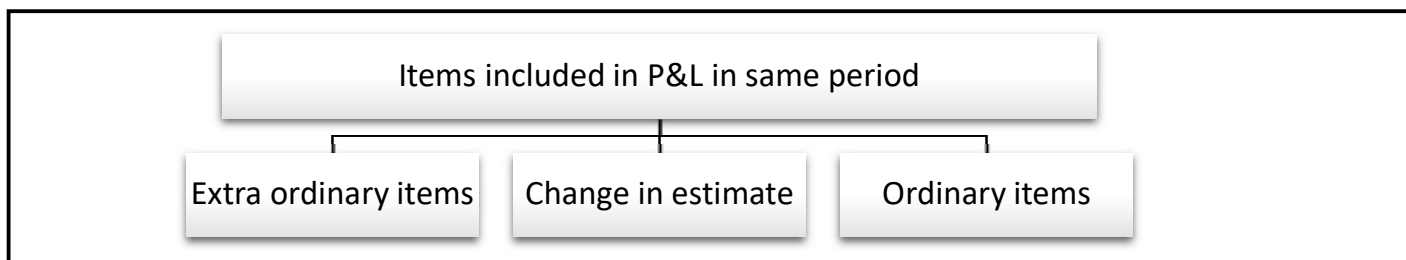 Items included in P&L in same period
Extra ordinary items
Change in estimate
Ordinary items